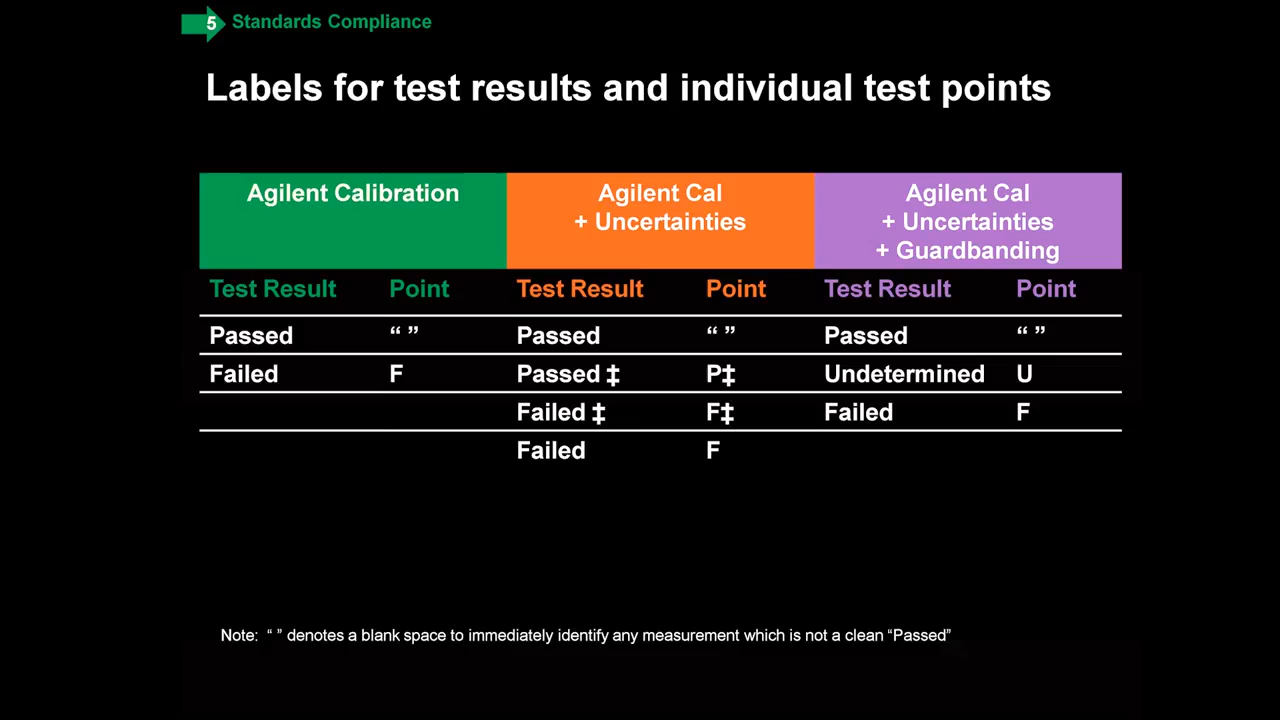 5 Standards Compliance
Labels for test results and individual test points
Agilent Calibration
Agilent Cal
+ Uncertainties
Agilent Cal
+ Uncertainties
+ Guardbanding
Test Result Point Test Result Point Test Result Point
Passed “ ” Passed “ ” Passed “ ”
Failed F Passed ‡ P‡ Undetermined U
Failed ‡ F‡ Failed F
Failed F
Note: “ ” denotes a blank space to immediately identify any measurement which is not a clean “Passed”